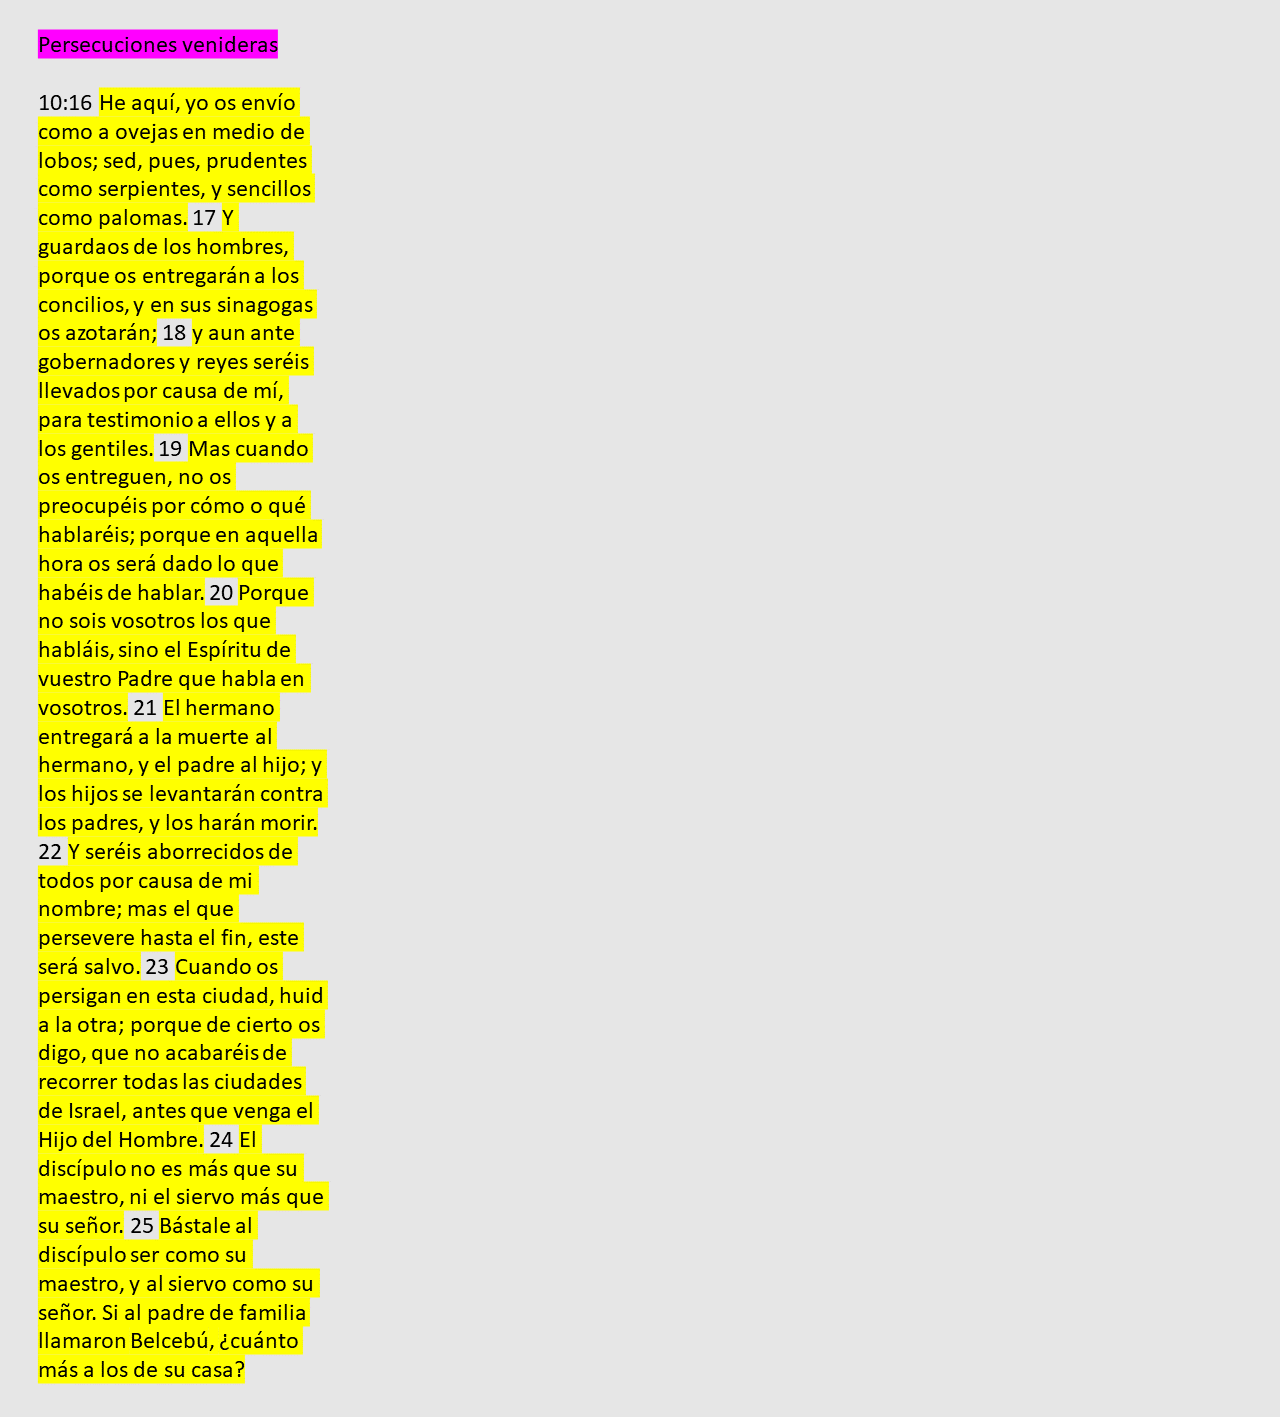 Persecuciones venideras
10:16 He aquí, yo os envío
como a ovejas en medio de
lobos; sed, pues, prudentes
como serpientes, y sencillos
como palomas. 17 Y
guardaos de los hombres,
porque os entregarán a los
concilios, y en sus sinagogas
os azotarán; 18 y aun ante
gobernadores y reyes seréis
llevados por causa de mí,
para testimonio a ellos y a
los gentiles. 19 Mas cuando
os entreguen, no os
preocupéis por cómo o qué
hablaréis; porque en aquella
hora os será dado lo que
habéis de hablar. 20 Porque
no sois vosotros los que
habláis, sino el Espíritu de
vuestro Padre que habla en
vosotros. 21 El hermano
entregará a la muerte al
hermano, y el padre al hijo; y
los hijos se levantarán contra
los padres, y los harán morir.
22 Y seréis aborrecidos de
todos por causa de mi
nombre; mas el que
persevere hasta el fin, este
será salvo. 23 Cuando os
persigan en esta ciudad, huid
a la otra; porque de cierto os
digo, que no acabaréis de
recorrer todas las ciudades
de Israel, antes que venga el
Hijo del Hombre. 24 El
discípulo no es más que su
maestro, ni el siervo más que
su señor. 25 Bástale al
discípulo ser como su
maestro, y al siervo como su
señor. Si al padre de familia
llamaron Belcebú, ¿cuánto
más a los de su casa?